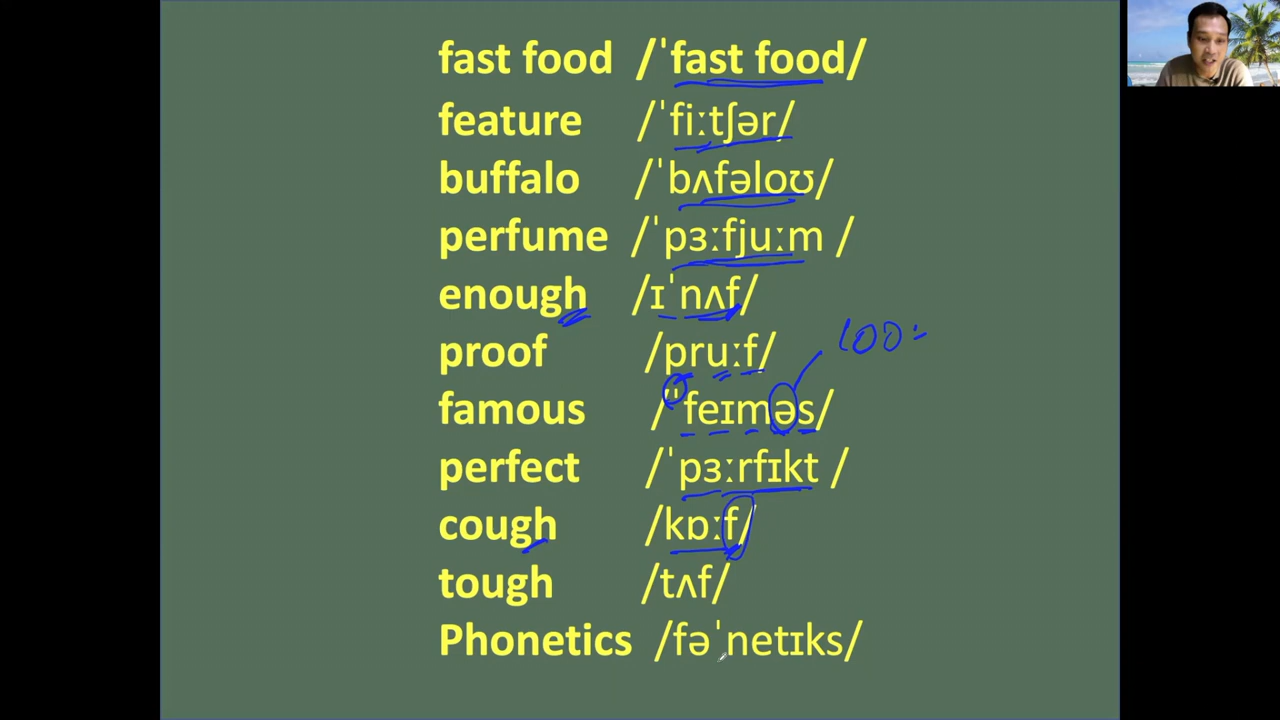 fast food /ˈfast food/
feature /ˈfiːtʃər/
buffalo /ˈbʌfəloʊ/
perfume /ˈpɜːfjuːm /
enough /ɪˈnʌf/
proof /pruːf/
100%
famous /ˈfeɪməs/
perfect /ˈpɜːrfɪkt /
cough /kɒːf/
tough /tʌf/
Phonetics /fəˈnetɪks/